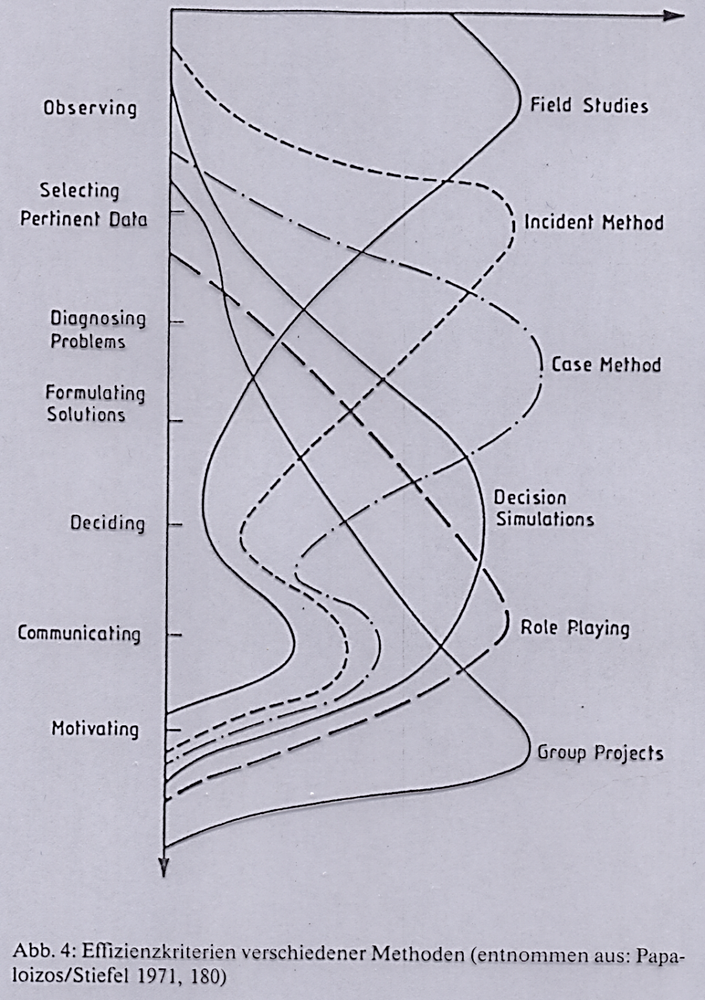 Observing
Field Studies
Selecting
Pertinent Data
Incident Method
Diagnosing
Problems
Case Method
Formulating
Solutions
Decision
Simulations
Deciding
Communicating
Role Playing
Motivating
Group Projects
Abb. 4: Effizienzkriterien verschiedener Methoden (entnommen aus: Papa-
loizos/Stiefel 1971, 180)